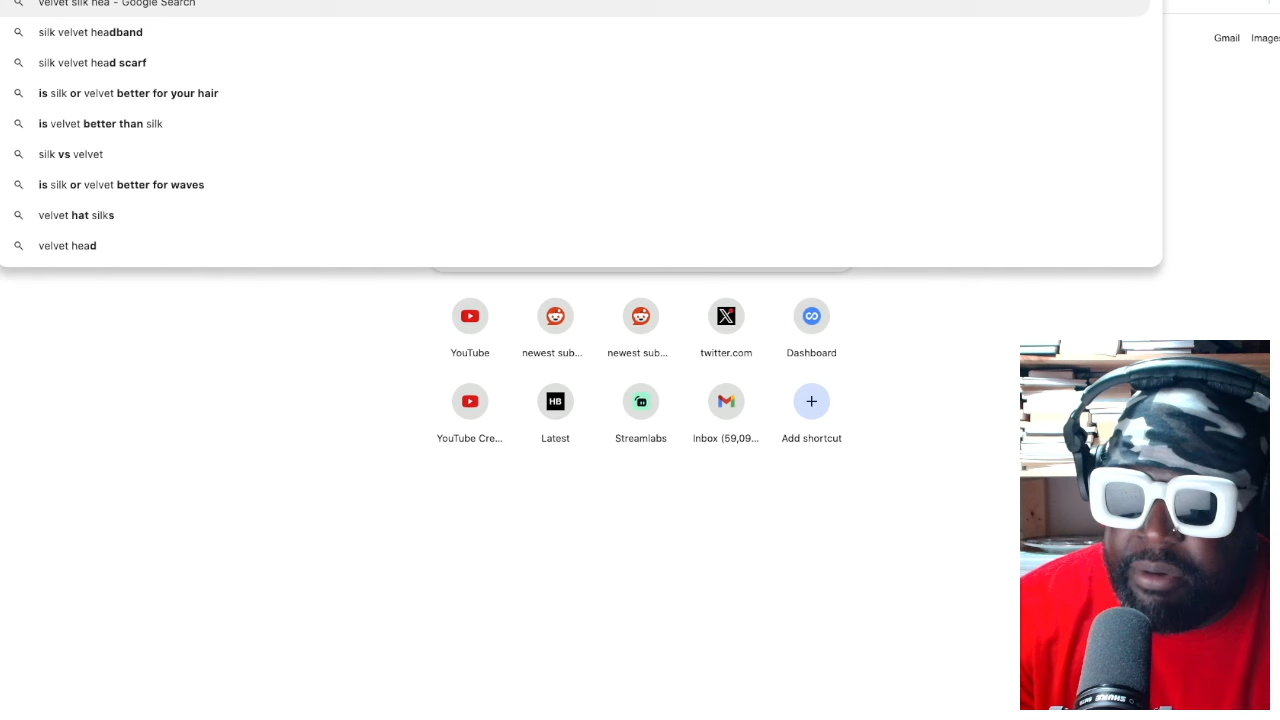 velvet silk hea - Google Search
Gmail Images
silk velvet headband
silk velvet head scarf
is silk or velvet better for your hair
is velvet better than silk
silk vs velvet
is silk or velvet better for waves
velvet hat silks
velvet head
YouTube
newest sub...
newest sub...
twitter.com
Dashboard
HB
YouTube Cre...
Latest
Streamlabs
Inbox (59,09...
Add shortcut
SHURE